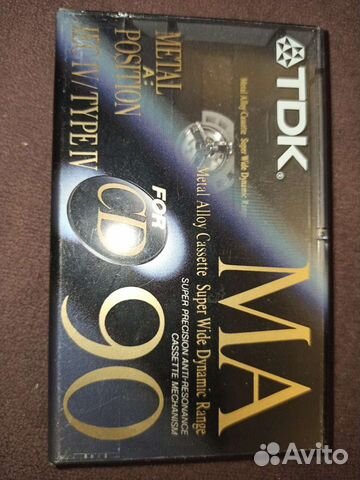 TDK®
Metal Alloy Cassette Super Wide Dynamic
MA
Metal Alloy Cassette Super Wide Dynamic Range
SUPER PRECISION ANTI-RESONANCE
CASSETTE MECHANISM
METAL
POSITION
IEC IV/TYPE IV
FOR
CD
90
Avito